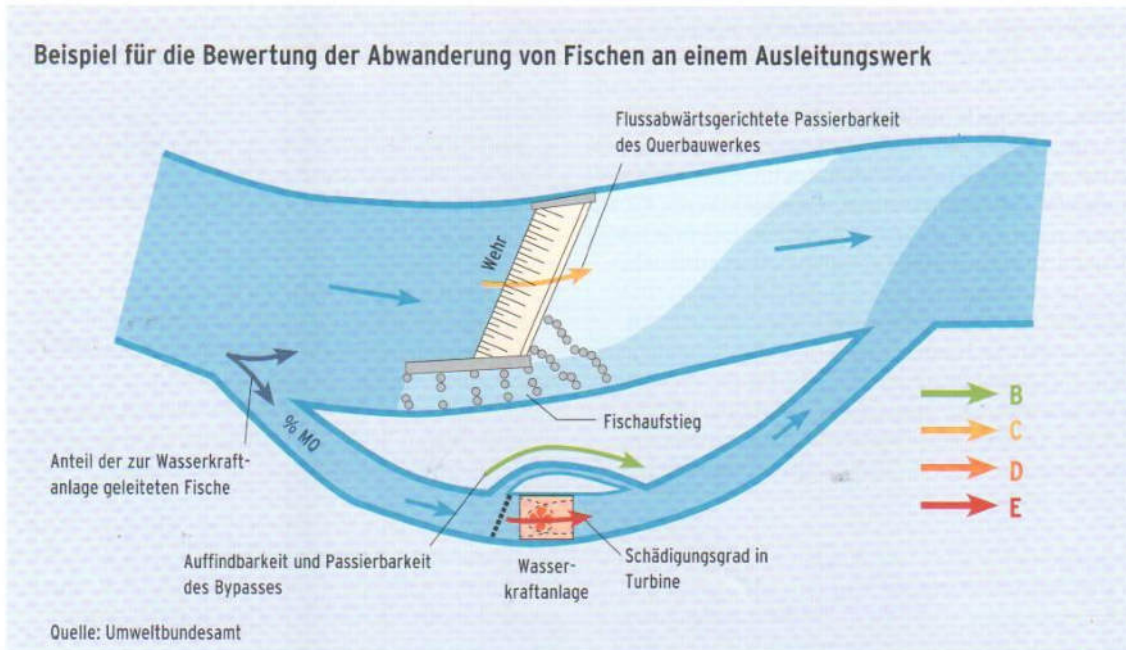 Beispiel für die Bewertung der Abwanderung von Fischen an einem Ausleitungswerk
Flussabwärtsgerichtete Passierbarkeit
des Querbauwerkes
Wehr
Fischaufstieg
% MQ
Anteil der zur Wasserkraft-
anlage geleiteten Fische
B
C
D
E
Auffindbarkeit und Passierbarkeit
des Bypasses
Wasser-
kraftanlage
Schädigungsgrad in
Turbine
Quelle: Umweltbundesamt